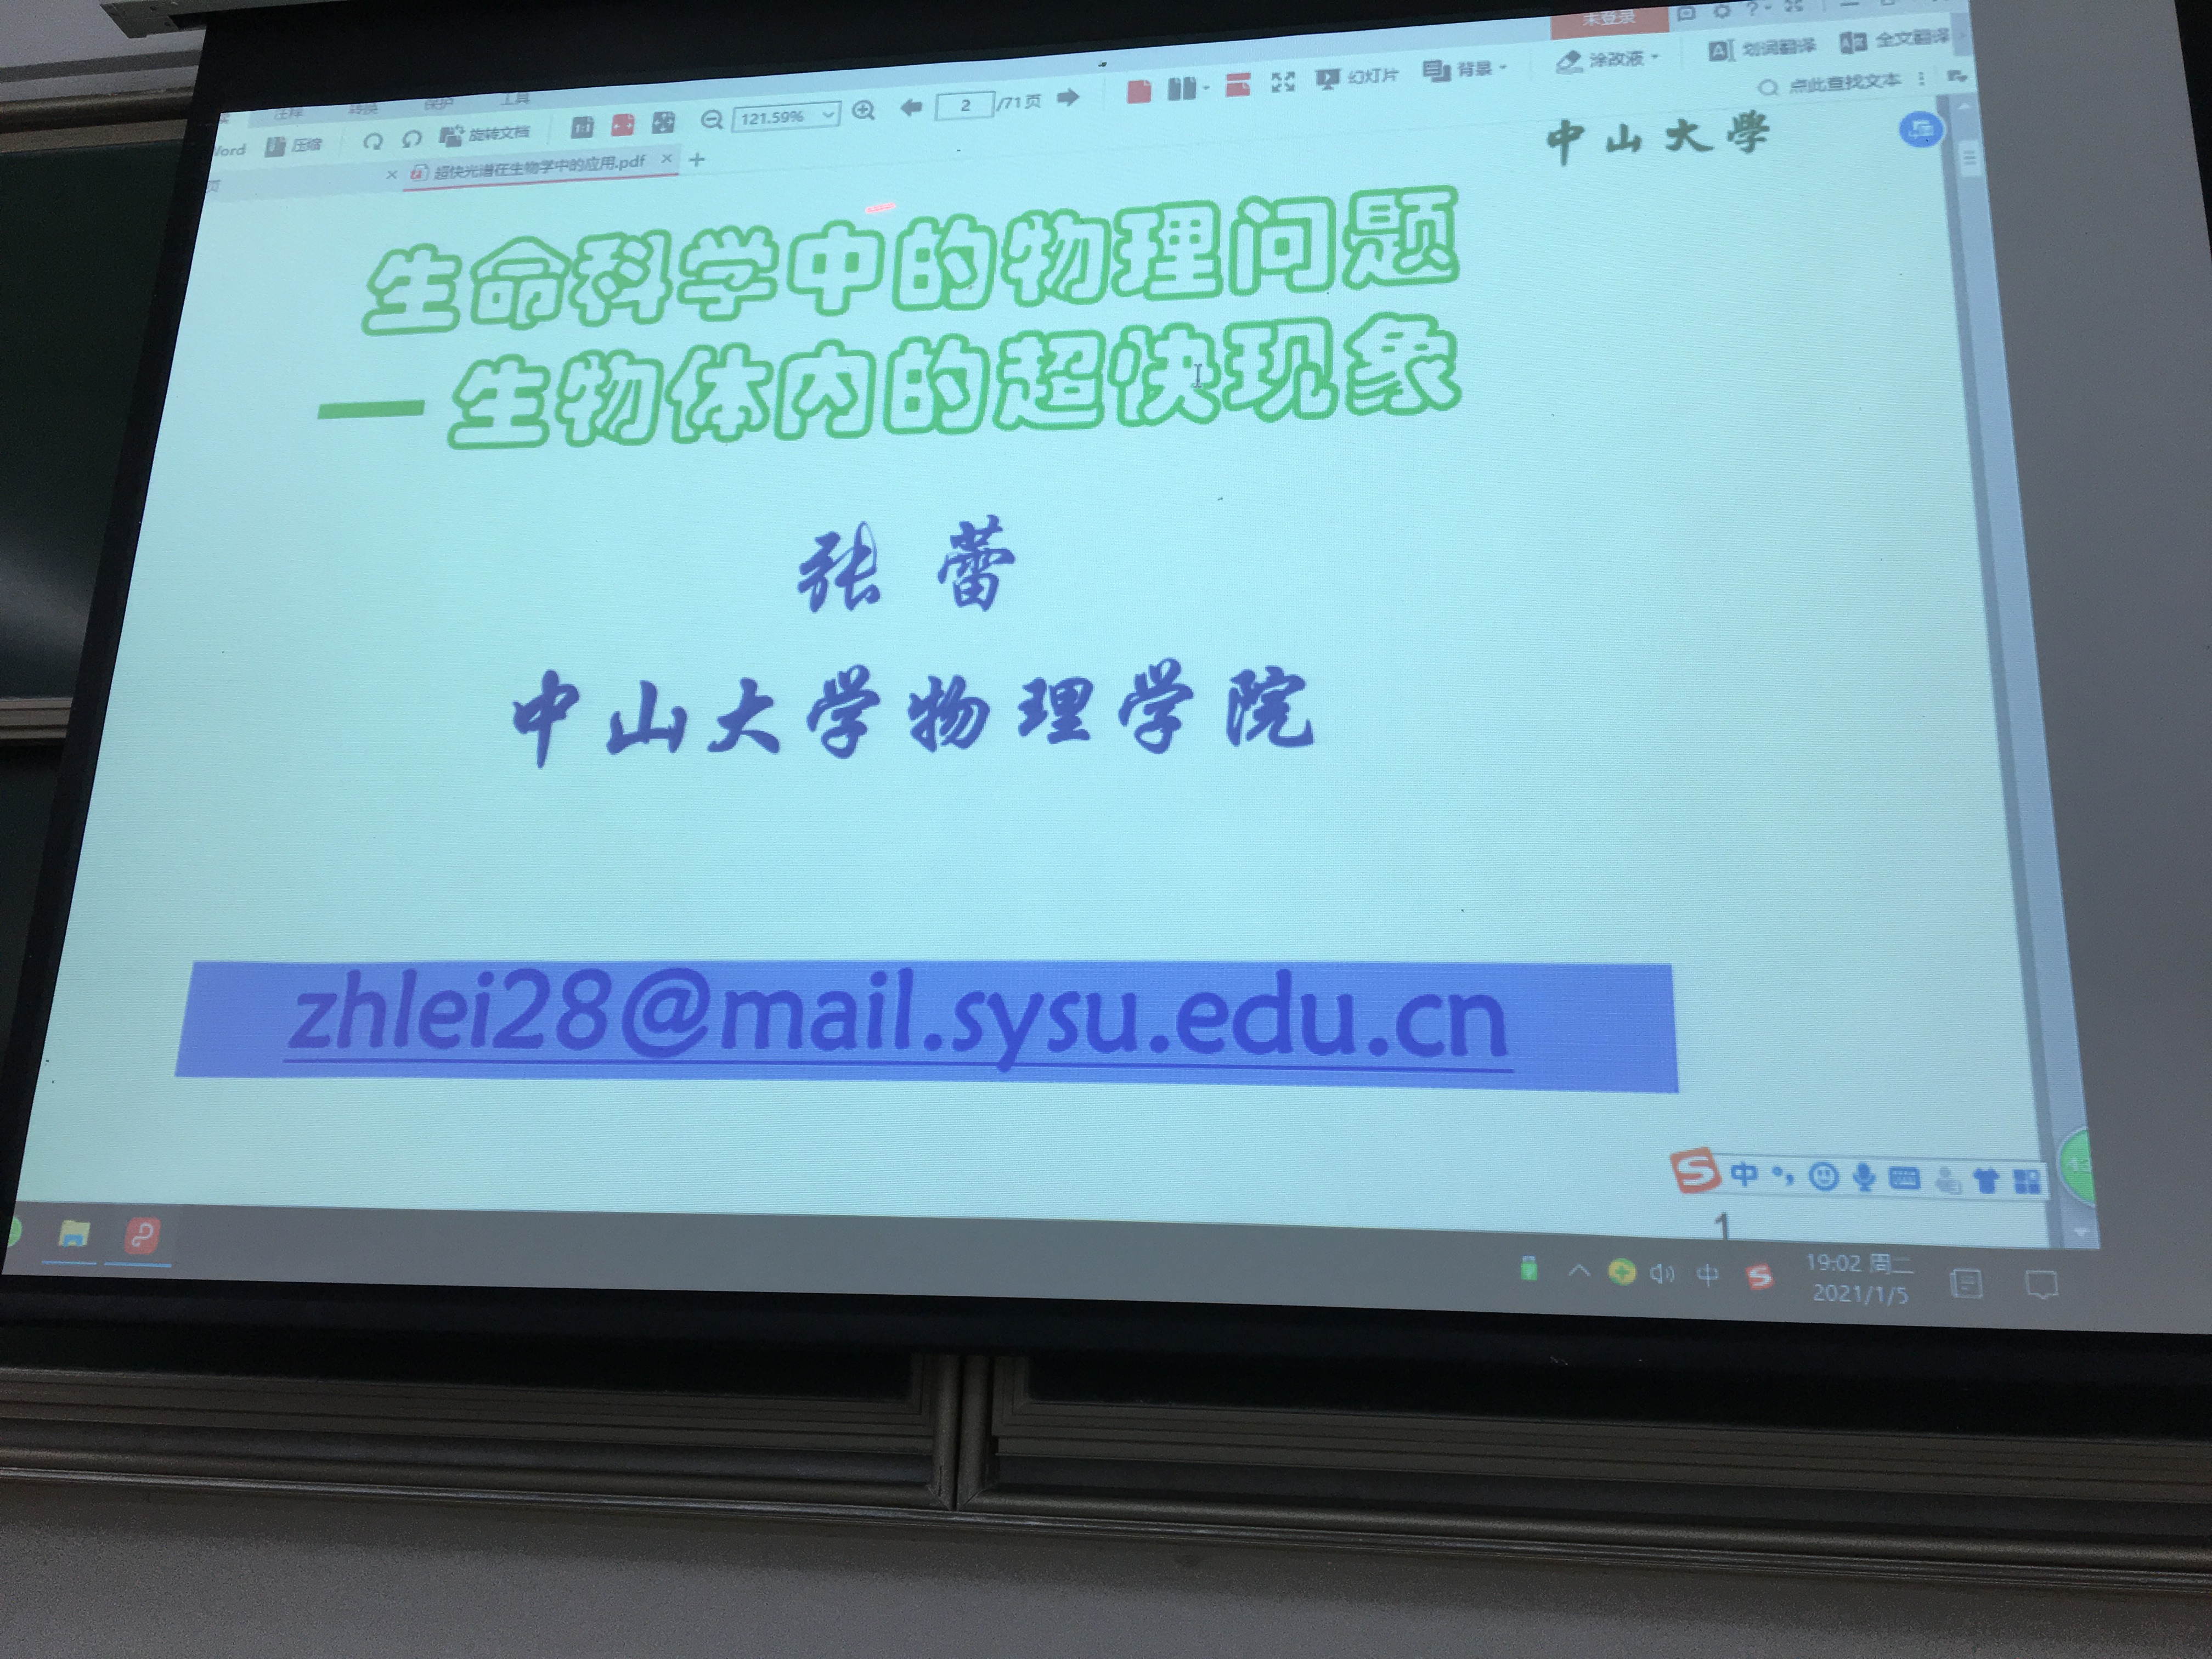 未登录
注释 转换 保护 工具
压缩 旋转文档 121.59% 2 /71页 幻灯片 背景 涂改液 划词翻译 全文翻译
点此查找文本
超快光谱在生物学中的应用.pdf
中山大學
生命科学中的物理问题
—生物体内的超快现象
张 蕾
中山大学物理学院
zhlei28@mail.sysu.edu.cn
中
1
中
19:02 周二
2021/1/5